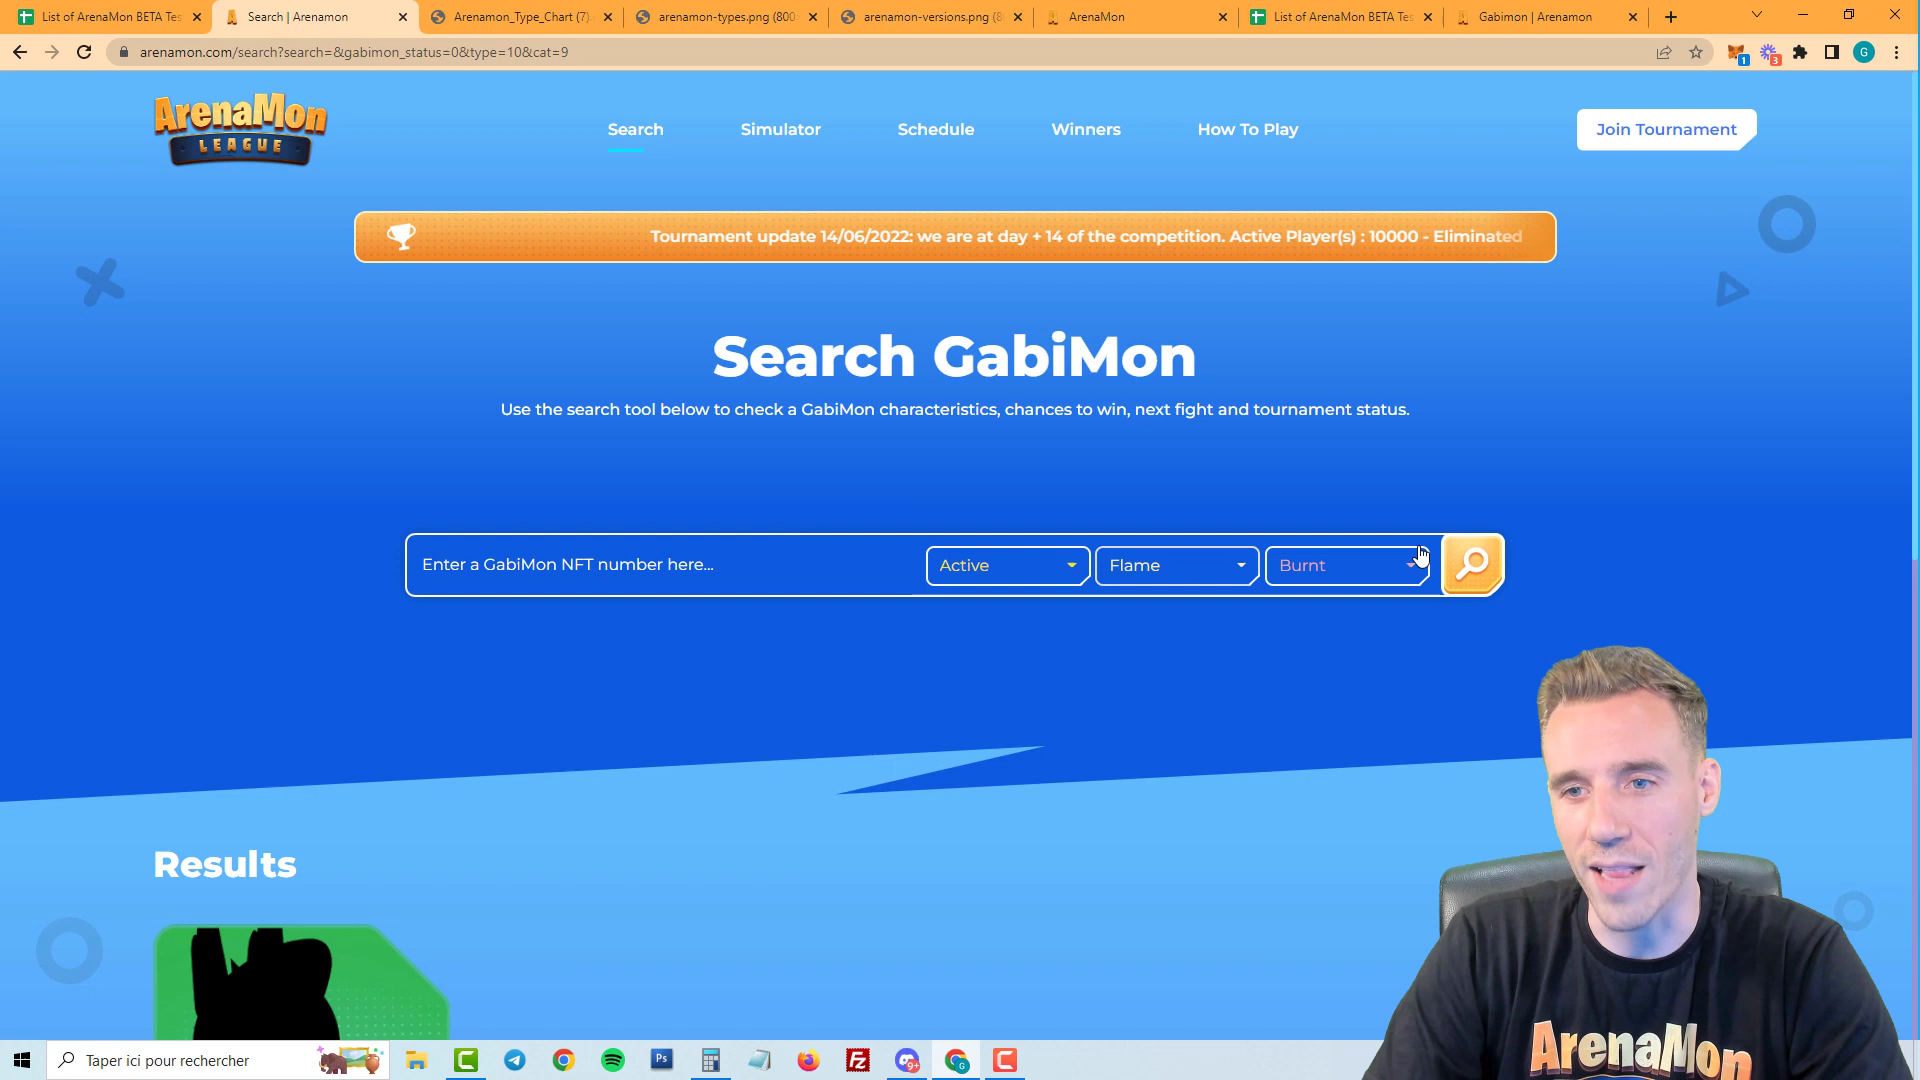 List of ArenaMon BETA Tes
Search | Arenamon
Arenamon_Type_Chart (7).
arenamon-types.png (800
arenamon-versions.png (8
ArenaMon
List of ArenaMon BETA Tes
Gabimon | Arenamon
arenamon.com/search?search=&gabimon_status=0&type=10&cat=9
1
3
G
ArenaMon
LEAGUE
Search
Simulator
Schedule
Winners
How To Play
Join Tournament
Tournament update 14/06/2022: we are at day + 14 of the competition. Active Player(s) : 10000 - Eliminated
Search GabiMon
Use the search tool below to check a GabiMon characteristics, chances to win, next fight and tournament status.
Enter a GabiMon NFT number here...
Active
Flame
Burnt
Results
ArenaMon
Taper ici pour rechercher
Ps
Fz
9+
G